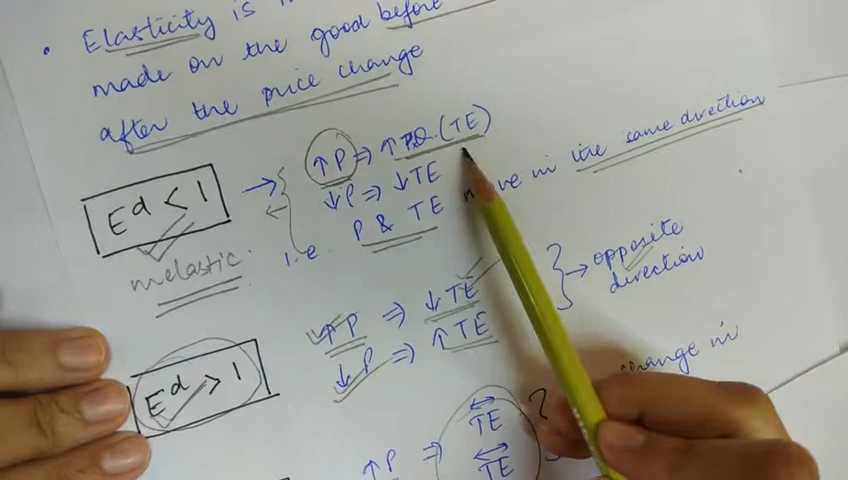 • Elasticity is
made on the good before
after the price change
Ed < 1 → ↑P ⇒ ↑ P.Q. (TE)
↓P ⇒ ↓TE
i.e P & TE move in the same direction
inelastic
↑P ⇒ ↓TE
↓P ⇒ ↑TE
→ opposite
direction
Ed > 1
change in
↑P ⇒ ↔ TE
↔ TE